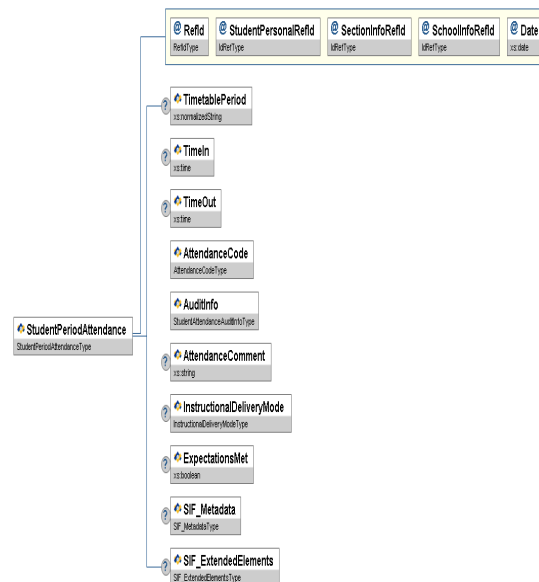 @ RefId @ StudentPersonalRefId @ SectionInfoRefId @ SchoolInfoRefId @ Date
RefIdType IdRefType IdRefType IdRefType xs:date
? TimetablePeriod
xs:normalizedString
? TimeIn
xs:time
? TimeOut
xs:time
AttendanceCode
AttendanceCodeType
AuditInfo
StudentAttendanceAuditInfoType
StudentPeriodAttendance
StudentPeriodAttendanceType
? AttendanceComment
xs:string
? InstructionalDeliveryMode
InstructionalDeliveryModeType
? ExpectationsMet
xs:boolean
? SIF_Metadata
SIF_MetadataType
? SIF_ExtendedElements
SIF_ExtendedElementsType